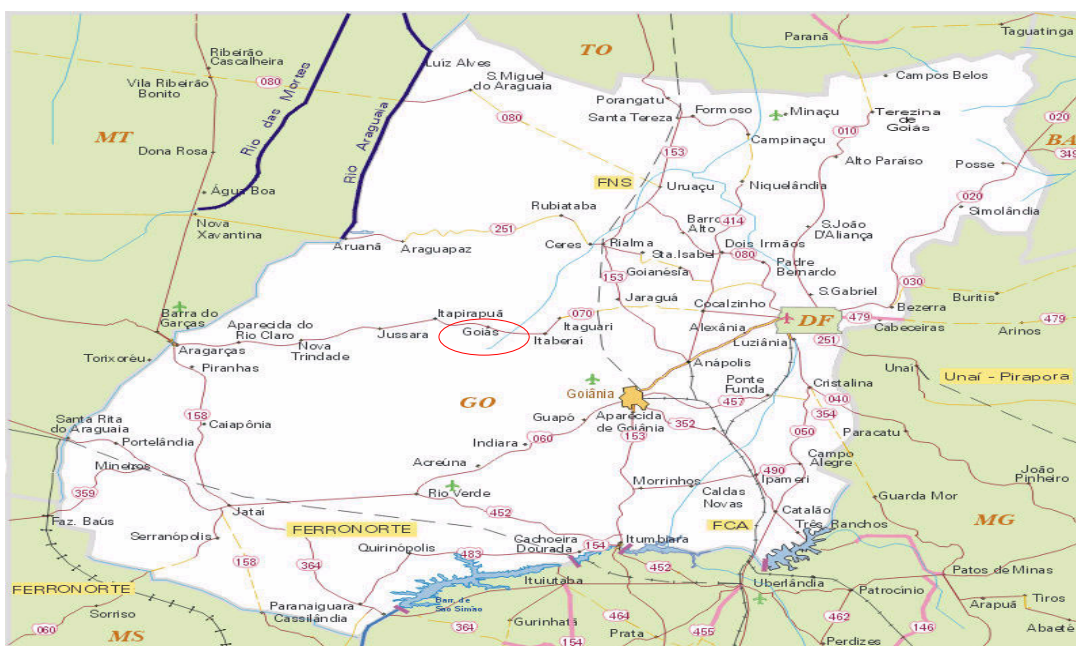 TO
Taguatinga
Paranã
Ribeirão
Cascalheira
Luíz Alves
080
Vila Ribeirão
Bonito
S. Miguel
do Araguaia
Campos Belos
Porangatu
Formoso
Minaçu
Terezina
de
Goiás
Santa Tereza
080
020
MT
Rio das Mortes
Rio Araguaia
010
Campinaçu
BA
349
Dona Rosa
153
Alto Paraíso
Posse
FNS
Uruaçu
Niquelândia
020
Água Boa
Simolândia
Rubiataba
Nova
Xavantina
Barro
Alto
414
251
S.João
D'Aliança
Aruanã
Araguapaz
Ceres
Rialma
Sta.Isabel
Dois Irmãos
080
Padre
Bernardo
Goianésia
153
030
S.Gabriel
Jaraguá
Cocalzinho
Bezerra
Buritis
Barra do
Garças
Itapirapuã
070
Aparecida do
Rio Claro
Goiás
Itaguari
DF
479
Cabeceiras
Arinos
479
Jussara
Itaberaí
Alexânia
Luziânia
Aragarças
Nova
Trindade
251
Torixoréu
Piranhas
Anápolis
Unaí
Unaí - Pirapora
Ponte
Funda
Cristalina
Goiânia
GO
457
040
Aparecida
de Goiânia
352
354
Santa Rita
do Araguaia
158
Caiapônia
Guapó
153
050
Paracatu
Portelândia
Indiara
060
Campo
Alegre
Mineiros
Acreúna
490
Ipameri
João
Pinheiro
359
Morrinhos
Caldas
Novas
Rio Verde
Guarda Mor
Jataí
452
Catalão
Faz. Baús
FERRONORTE
FCA
Três Ranchos
MG
Serranópolis
Cachoeira
Dourada
154
Itumbiara
Quirinópolis
483
158
364
452
Patos de Minas
FERRONORTE
Ituiutaba
Uberlândia
Patrocínio
Tiros
Arapuã
Paranaiguara
Barr. de
São Simão
Sorriso
Cassilândia
Gurinhatã
464
462
060
MS
364
Prata
455
146
Abaeté
154
Perdizes